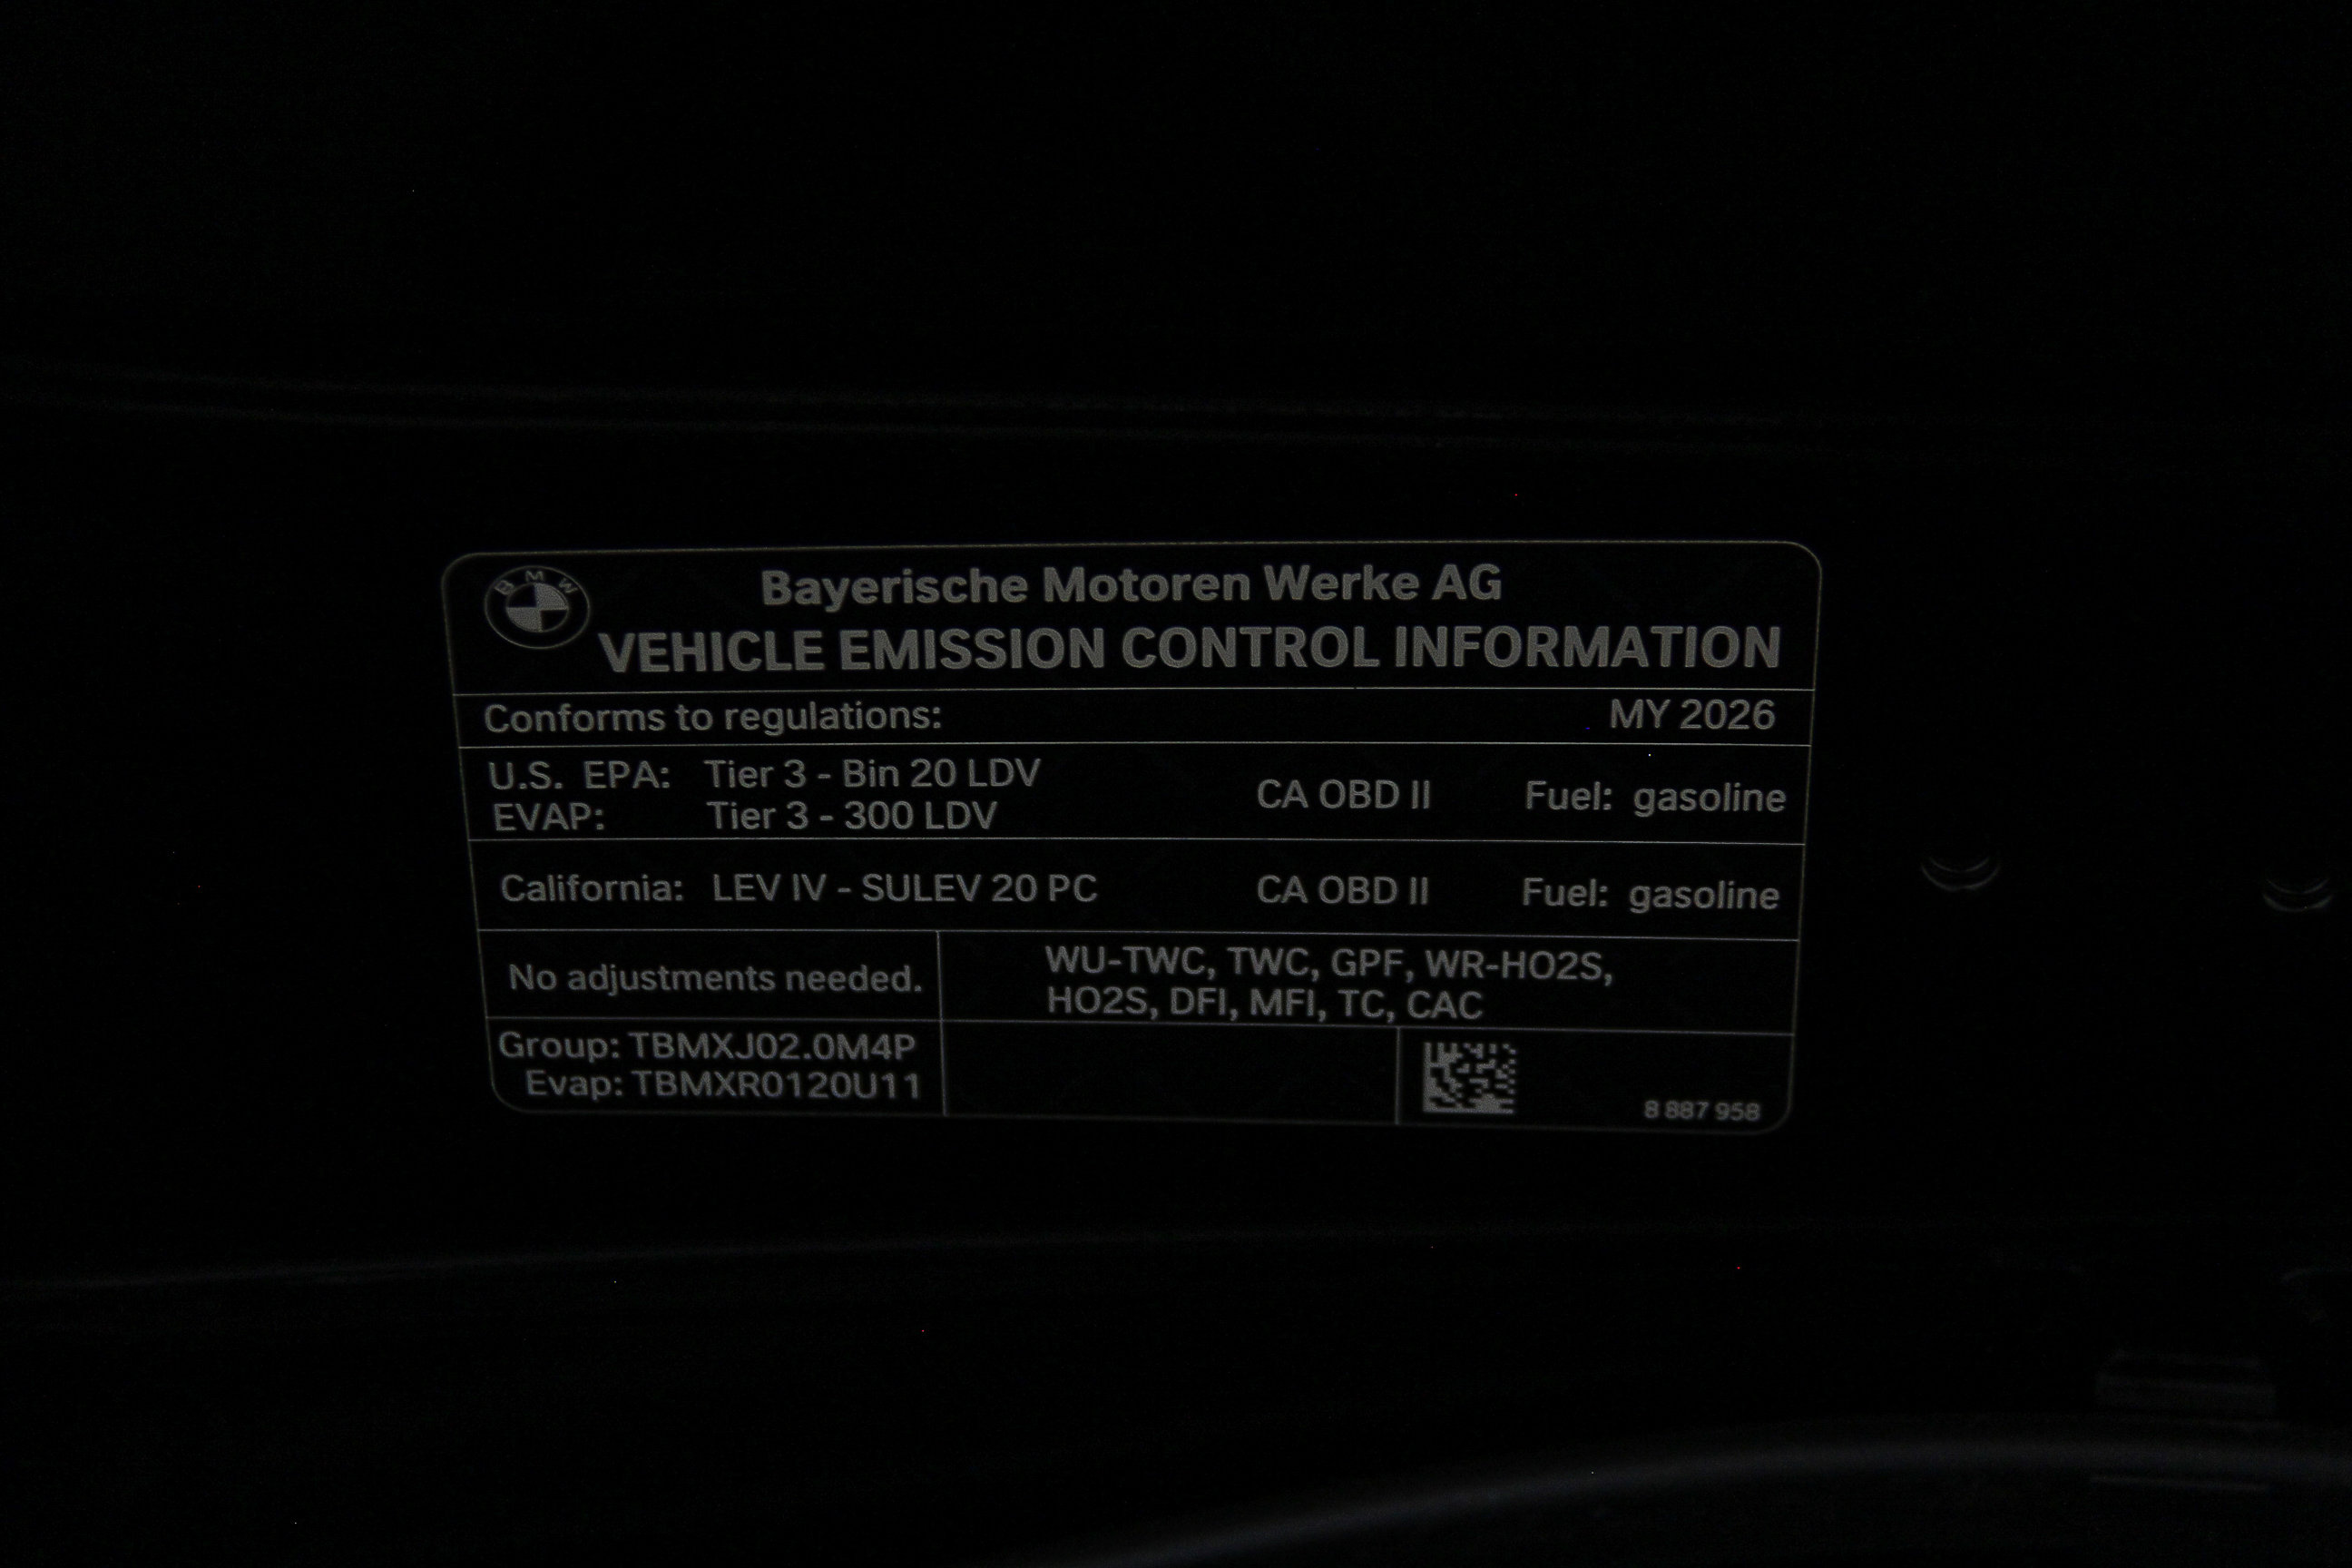 BMW
Bayerische Motoren Werke AG
VEHICLE EMISSION CONTROL INFORMATION
Conforms to regulations: MY 2026
U.S. EPA: Tier 3 - Bin 20 LDV
EVAP: Tier 3 - 300 LDV
CA OBD II Fuel: gasoline
California: LEV IV - SULEV 20 PC CA OBD II Fuel: gasoline
No adjustments needed.
WU-TWC, TWC, GPF, WR-HO2S,
HO2S, DFI, MFI, TC, CAC
Group: TBMXJ02.0M4P
Evap: TBMXR0120U11
8 887 958